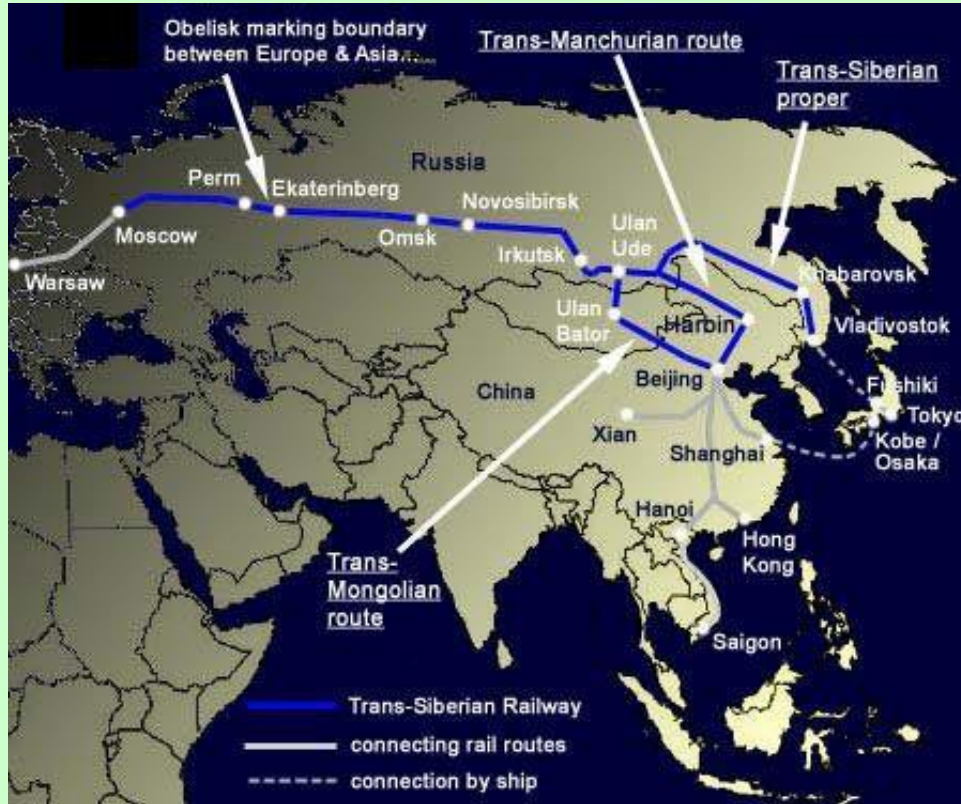 Obelisk marking boundary
between Europe & Asia....
Trans-Manchurian route
Trans-Siberian
proper
Russia
Perm
Ekaterinberg
Novosibirsk
Moscow
Omsk
Irkutsk
Ulan
Ude
Warsaw
Khabarovsk
Ulan
Bator
Harbin
Vladivostok
China
Beijing
Fushiki
Tokyo
Xian
Shanghai
Kobe /
Osaka
Hanoi
Hong
Kong
Trans-
Mongolian
route
Saigon
Trans-Siberian Railway
connecting rail routes
connection by ship